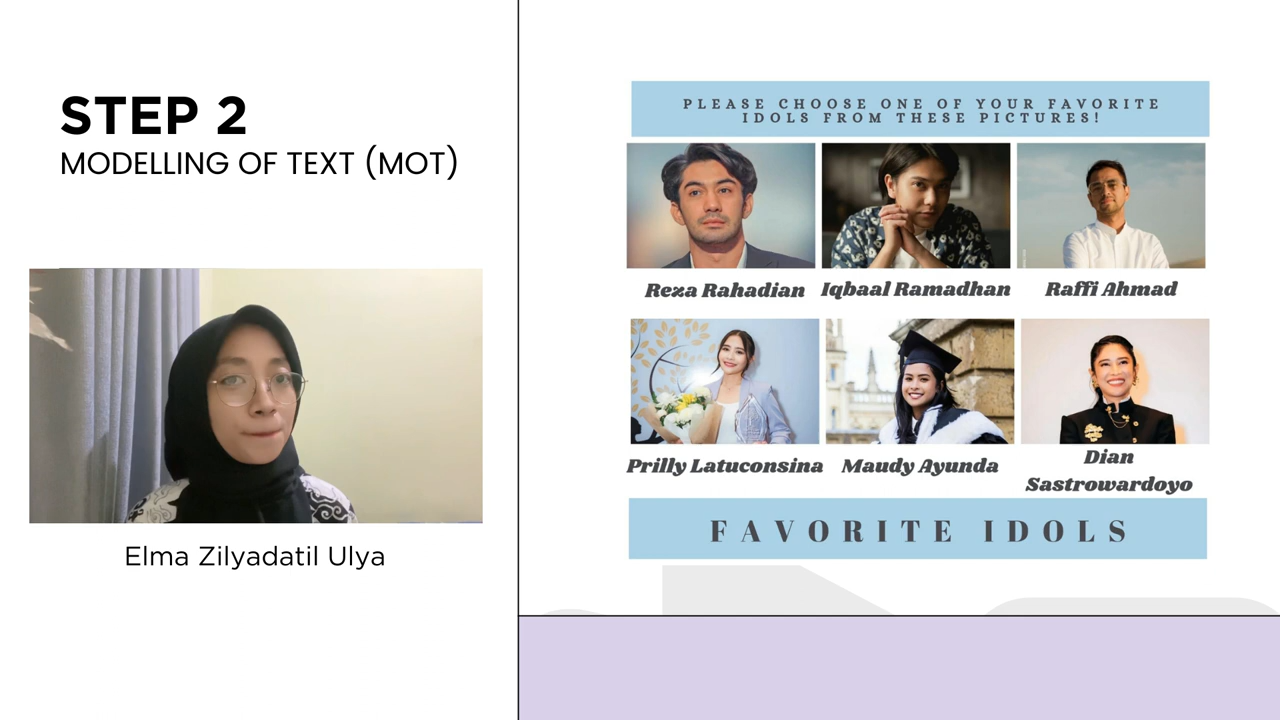 STEP 2
MODELLING OF TEXT (MOT)
Elma Zilyadatil Ulya
PLEASE CHOOSE ONE OF YOUR FAVORITE
IDOLS FROM THESE PICTURES!
Reza Rahadian
Iqbaal Ramadhan
Raffi Ahmad
Prilly Latuconsina
Maudy Ayunda
Dian
Sastrowardoyo
FAVORITE IDOLS